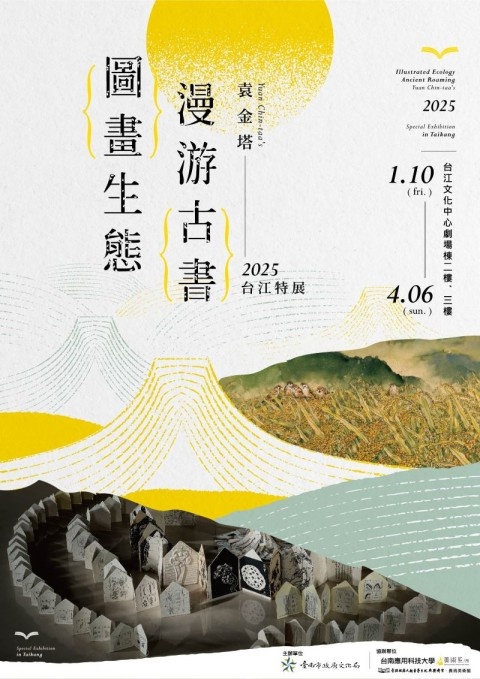 圖畫生態
漫游古書
袁金塔
Yuan Chin-taa's
2025
台江特展
Illustrated Ecology
Ancient Roaming
Yuan Chin-taa's
2025
Special Exhibition
in Taikang
1.10
(fri.)
4.06
(sun.)
台江文化中心劇場棟二樓、三樓
Special Exhibition
in Taikang
主辦單位
臺南市政府文化局
協辦單位
台南應用科技大學 美術系